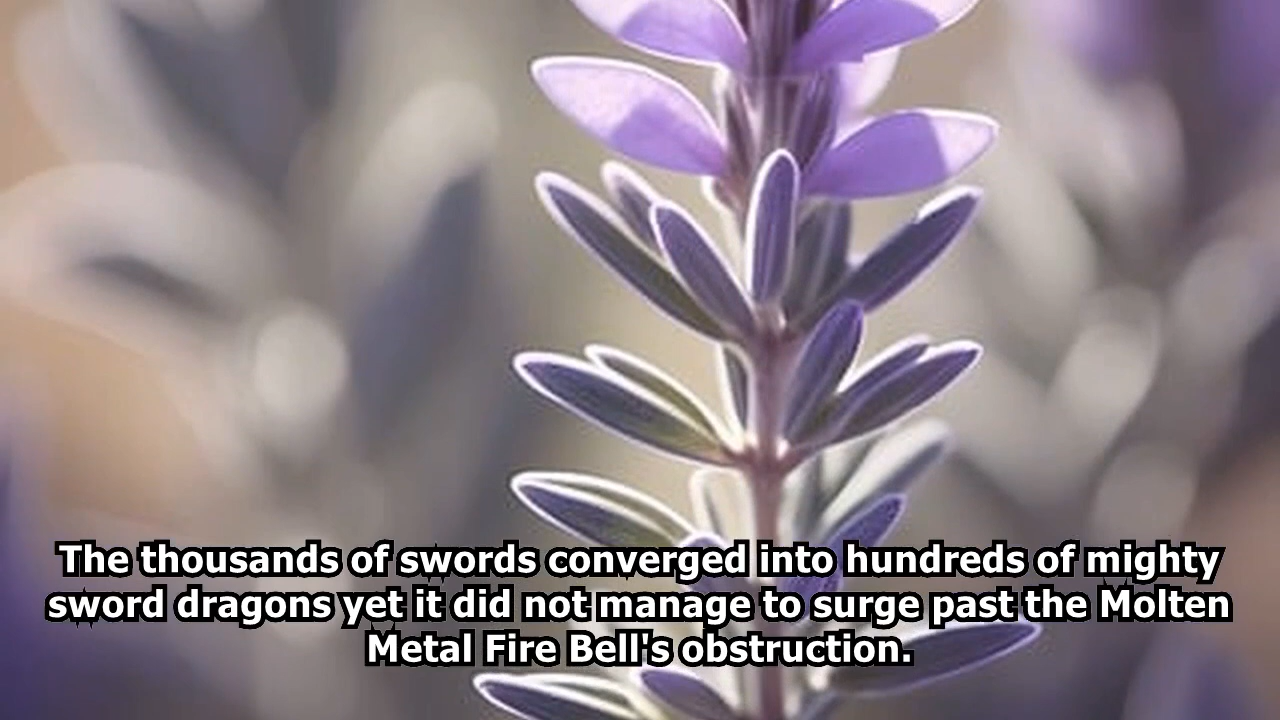 The thousands of swords converged into hundreds of mighty
sword dragons yet it did not manage to surge past the Molten
Metal Fire Bell's obstruction.